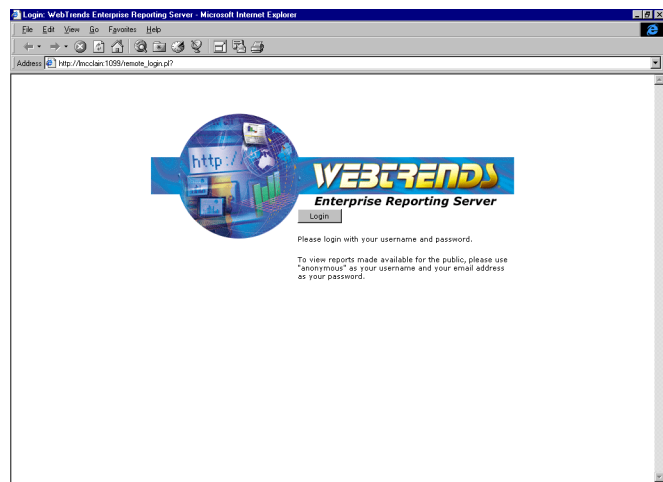 Login: WebTrends Enterprise Reporting Server - Microsoft Internet Explorer
File Edit View Go Favorites Help
Address http://lmcclain:1099/remote_login.pl?
http://
WEBTRENDS
Enterprise Reporting Server
Login
Please login with your username and password.
To view reports made available for the public, please use
"anonymous" as your username and your email address
as your password.